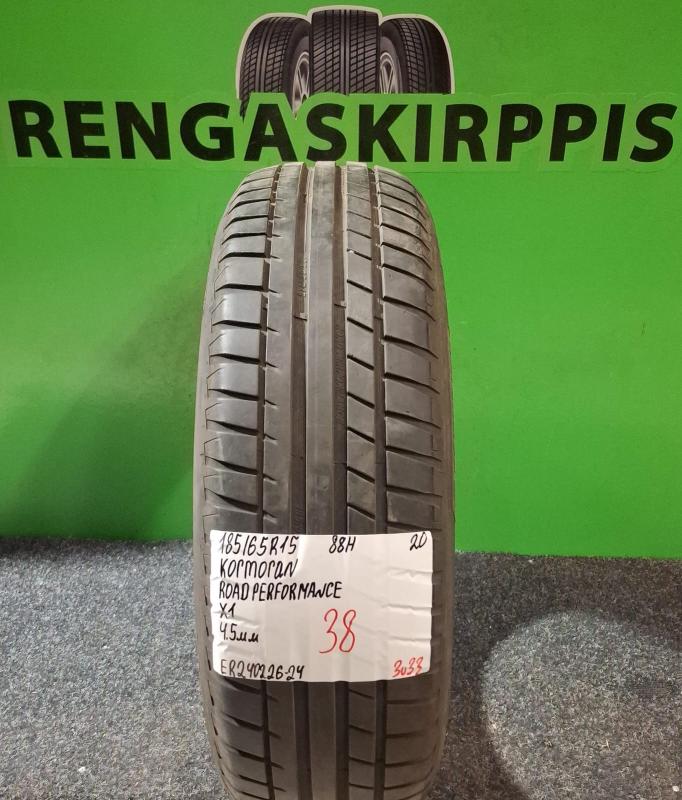 RENGASKIRPPIS
185/65R15 88H 20
KORMORAN
ROAD PERFORMANCE
X1
4.5мм 38
ER240226-24 3033